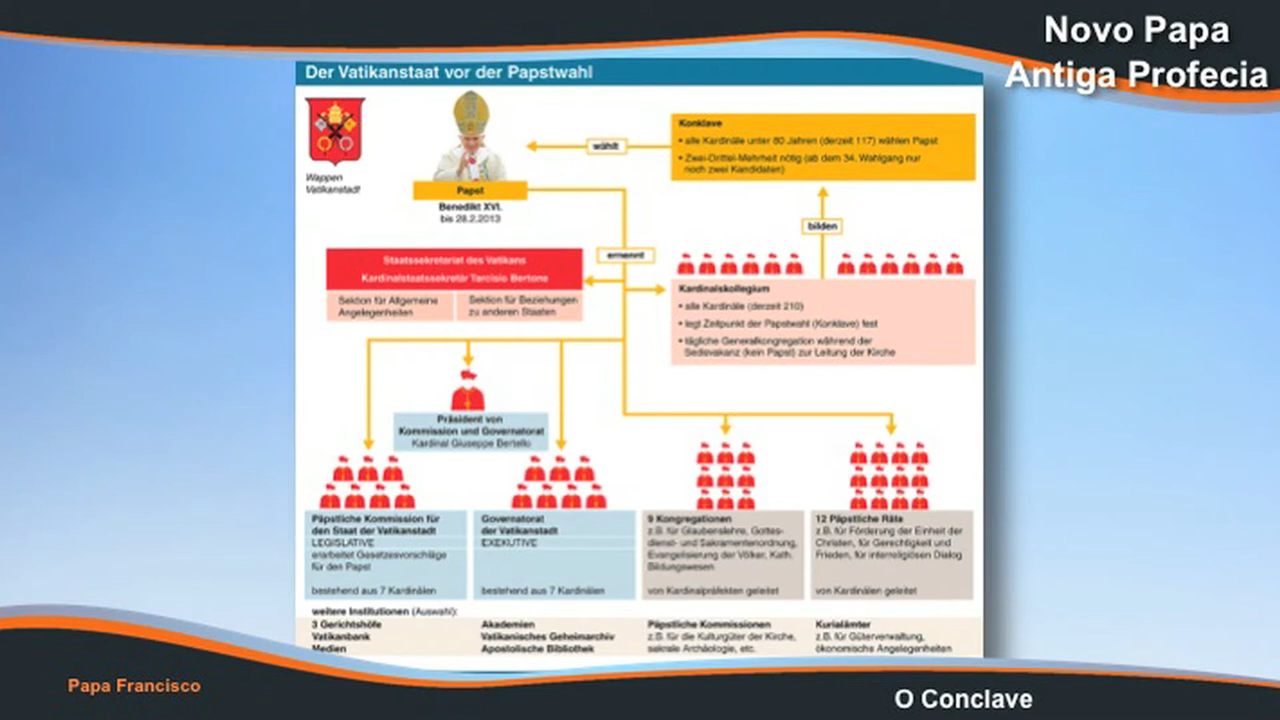 Novo Papa
Antiga Profecia
Der Vatikanstaat vor der Papstwahl
Wappen
Vatikanstadt
Papst
Benedikt XVI.
bis 28.2.2013
wählt
Konklave
• alle Kardinäle unter 80 Jahren (derzeit 117) wählen Papst
• Zwei-Drittel-Mehrheit nötig (ab dem 34. Wahlgang nur
noch zwei Kandidaten)
bilden
ernennt
Staatssekretariat des Vatikans
Kardinalstaatssekretär Tarcisio Bertone
Sektion für Allgemeine
Angelegenheiten
Sektion für Beziehungen
zu anderen Staaten
Kardinalskollegium
• alle Kardinäle (derzeit 210)
• legt Zeitpunkt der Papstwahl (Konklave) fest
• tägliche Generalkongregation während der
Sedisvakanz (kein Papst) zur Leitung der Kirche
Präsident von
Kommission und Governatorat
Kardinal Giuseppe Bertello
Päpstliche Kommission für
den Staat der Vatikanstadt
LEGISLATIVE
erarbeitet Gesetzesvorschläge
für den Papst
bestehend aus 7 Kardinälen
Governatorat
der Vatikanstadt
EXEKUTIVE
bestehend aus 7 Kardinälen
9 Kongregationen
z.B. für Glaubenslehre, Gottes-
dienst- und Sakramentenordnung,
Evangelisierung der Völker, Kath.
Bildungswesen
von Kardinalpräfekten geleitet
12 Päpstliche Räte
z.B. für Förderung der Einheit der
Christen, für Gerechtigkeit und
Frieden, für interreligiösen Dialog
von Kardinälen geleitet
weitere Institutionen (Auswahl):
3 Gerichtshöfe
Vatikanbank
Medien
Akademien
Vatikanisches Geheimarchiv
Apostolische Bibliothek
Päpstliche Kommissionen
z.B. für die Kulturgüter der Kirche,
sakrale Archäologie, etc.
Kurialämter
z.B. für Güterverwaltung,
ökonomische Angelegenheiten
Papa Francisco
O Conclave